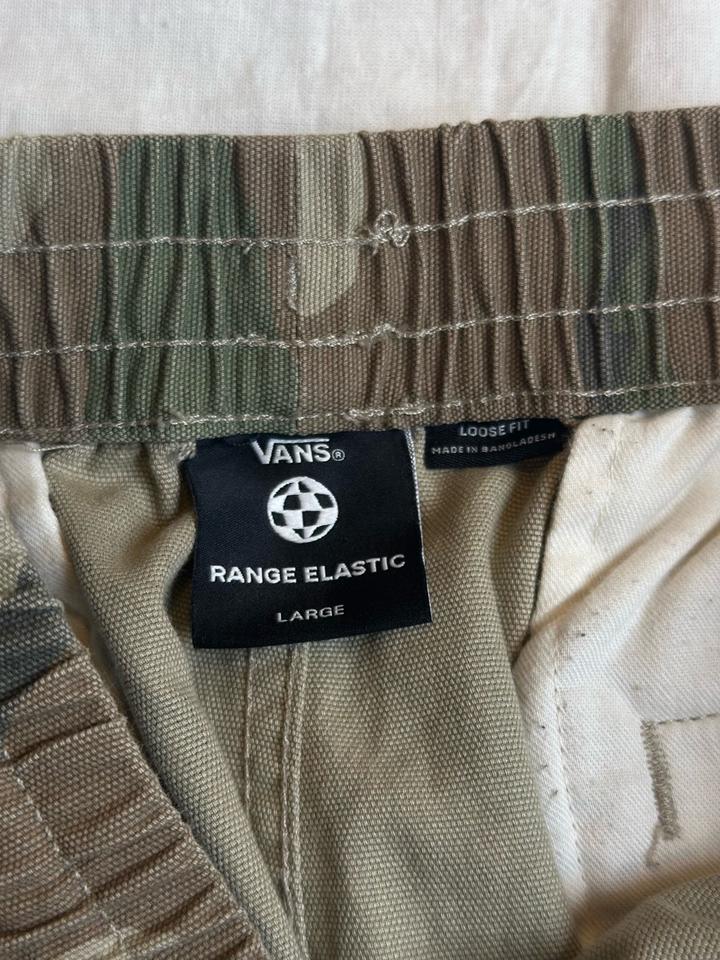 VANS®
RANGE ELASTIC
LARGE
LOOSE FIT
MADE IN BANGLADESH